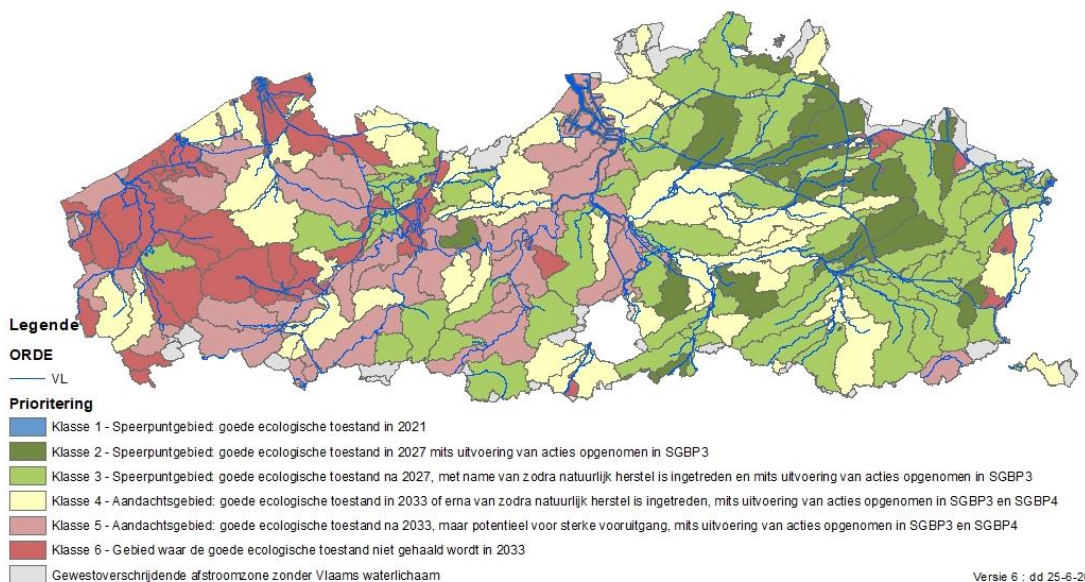 Legende
ORDE
VL
Prioritering
Klasse 1 - Speerpuntgebied: goede ecologische toestand in 2021
Klasse 2 - Speerpuntgebied: goede ecologische toestand in 2027 mits uitvoering van acties opgenomen in SGBP3
Klasse 3 - Speerpuntgebied: goede ecologische toestand na 2027, met name van zodra natuurlijk herstel is ingetreden en mits uitvoering van acties opgenomen in SGBP3
Klasse 4 - Aandachtsgebied: goede ecologische toestand in 2033 of erna van zodra natuurlijk herstel is ingetreden, mits uitvoering van acties opgenomen in SGBP3 en SGBP4
Klasse 5 - Aandachtsgebied: goede ecologische toestand na 2033, maar potentieel voor sterke vooruitgang, mits uitvoering van acties opgenomen in SGBP3 en SGBP4
Klasse 6 - Gebied waar de goede ecologische toestand niet gehaald wordt in 2033
Gewestoverschrijdende afstroomzone zonder Vlaams waterlichaam
Versie 6 : dd 25-6-20